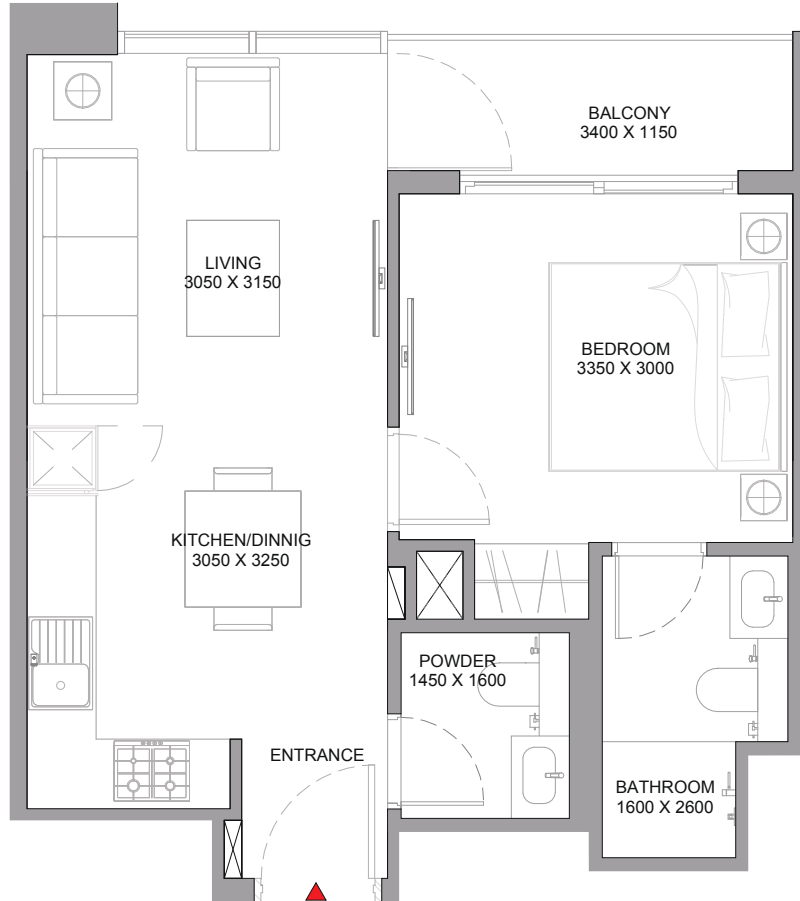 BALCONY
3400 X 1150
LIVING
3050 X 3150
BEDROOM
3350 X 3000
KITCHEN/DINNIG
3050 X 3250
POWDER
1450 X 1600
ENTRANCE
BATHROOM
1600 X 2600